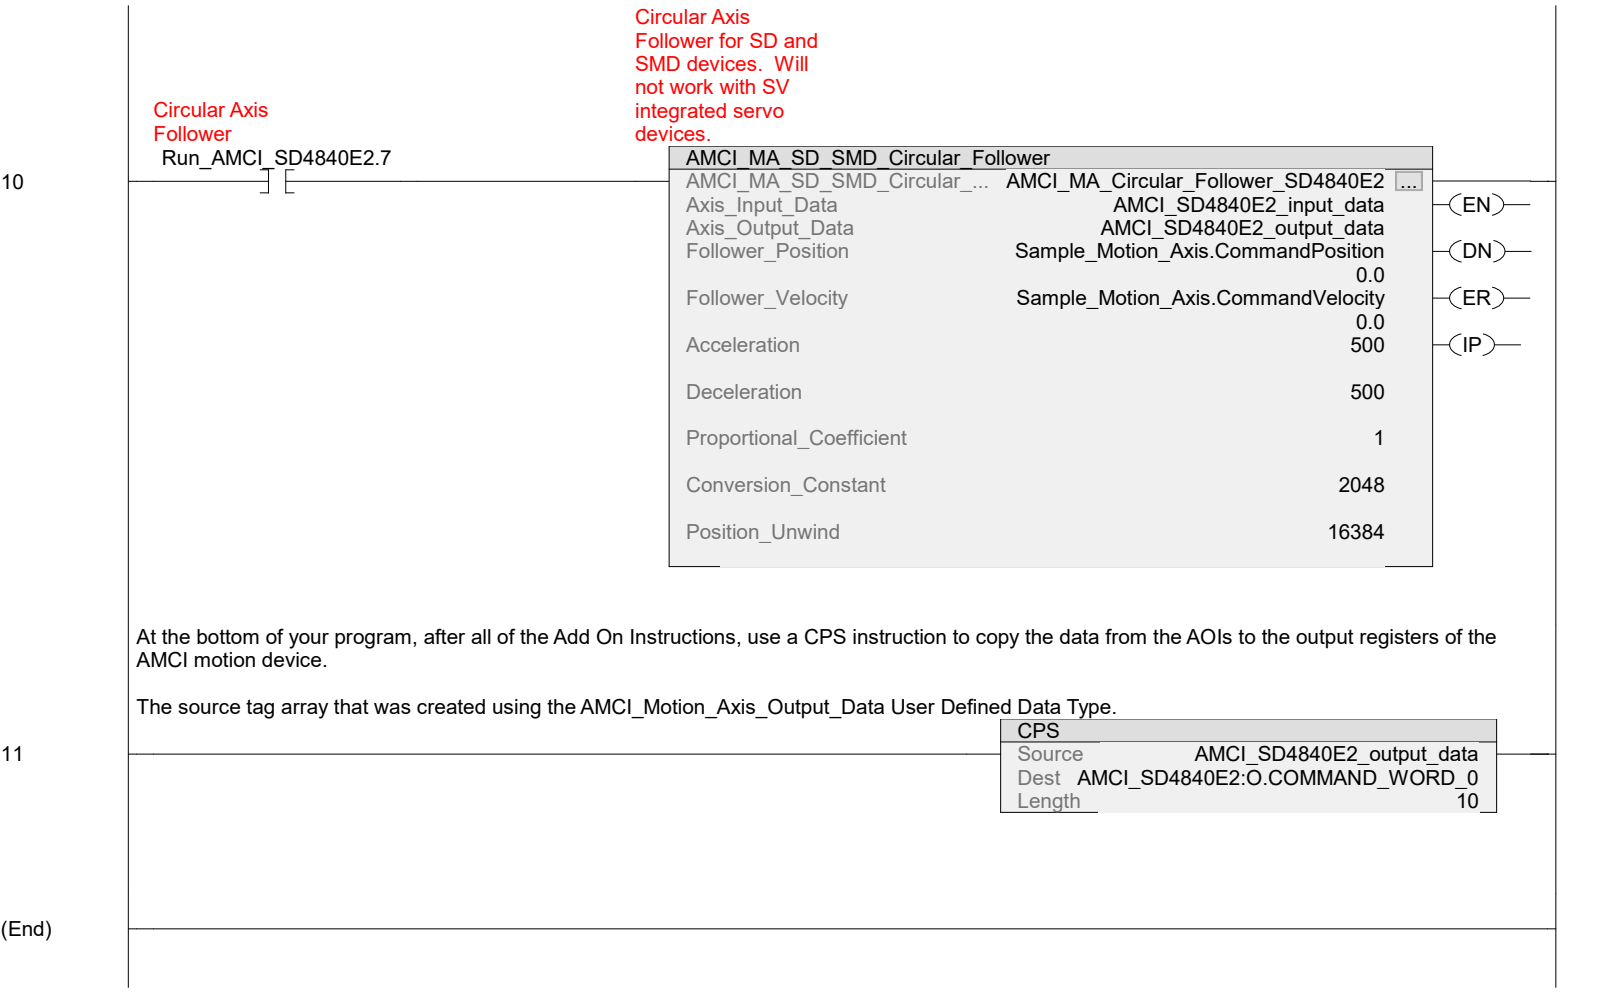 Circular Axis
Follower for SD and
SMD devices.  Will
not work with SV
integrated servo
devices.
Circular Axis
Follower
Run_AMCI_SD4840E2.7
10
AMCI_MA_SD_SMD_Circular_Follower
AMCI_MA_SD_SMD_Circular_... AMCI_MA_Circular_Follower_SD4840E2 ...
Axis_Input_Data AMCI_SD4840E2_input_data (EN)
Axis_Output_Data AMCI_SD4840E2_output_data
Follower_Position Sample_Motion_Axis.CommandPosition (DN)
0.0
Follower_Velocity Sample_Motion_Axis.CommandVelocity (ER)
0.0
Acceleration 500 (IP)
Deceleration 500
Proportional_Coefficient 1
Conversion_Constant 2048
Position_Unwind 16384
At the bottom of your program, after all of the Add On Instructions, use a CPS instruction to copy the data from the AOIs to the output registers of the
AMCI motion device.
The source tag array that was created using the AMCI_Motion_Axis_Output_Data User Defined Data Type.
CPS
11
Source AMCI_SD4840E2_output_data
Dest AMCI_SD4840E2:O.COMMAND_WORD_0
Length 10
(End)